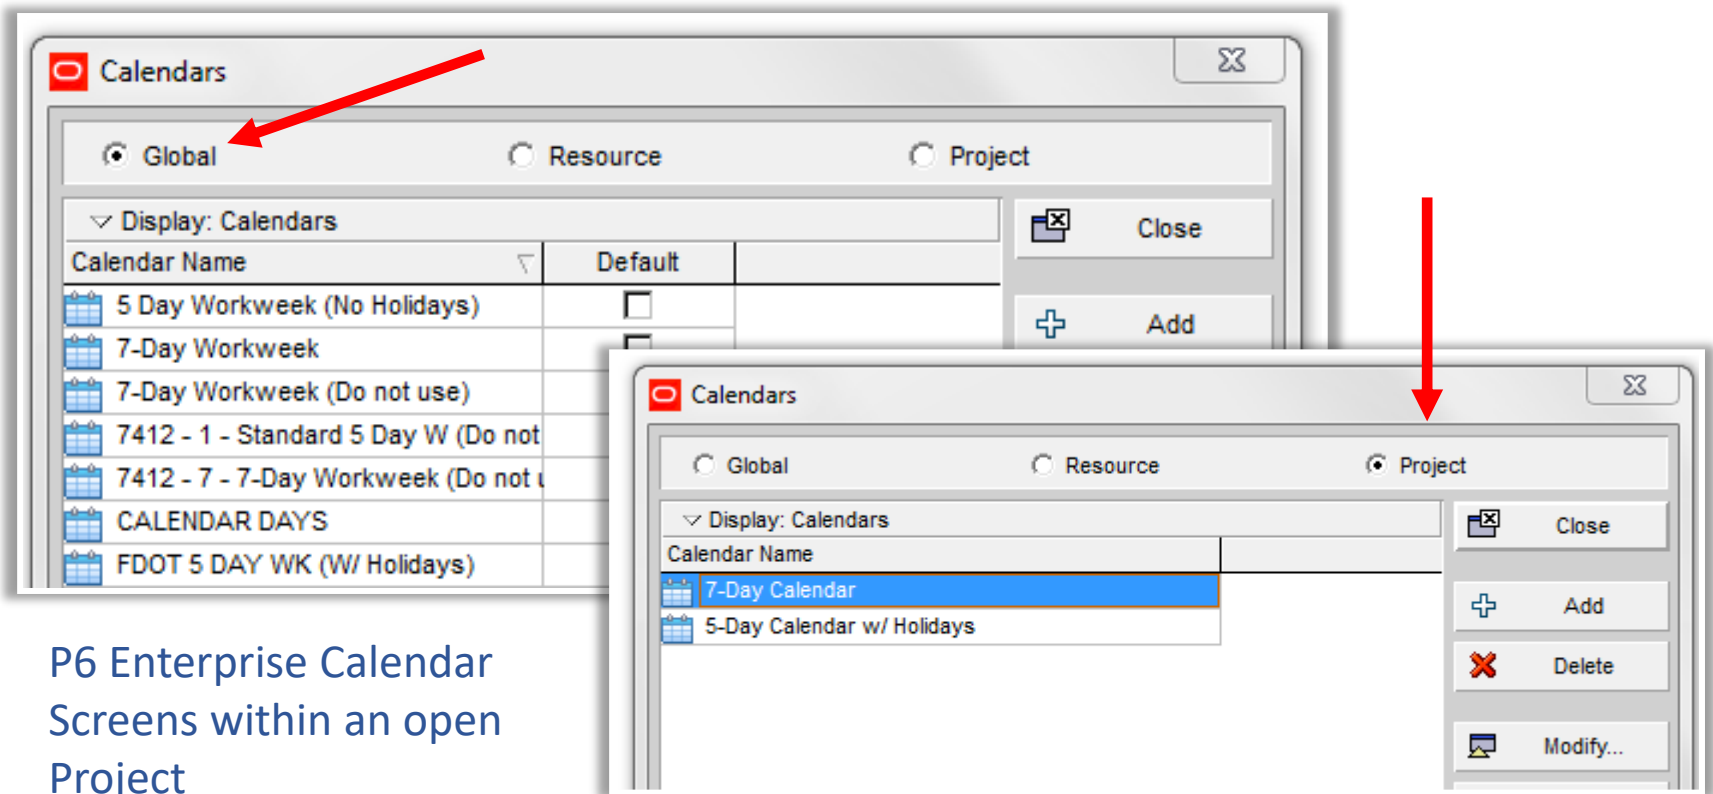 Calendars
Global
Resource
Project
Display: Calendars
Close
Calendar Name
Default
5 Day Workweek (No Holidays)
Add
7-Day Workweek
7-Day Workweek (Do not use)
7412 - 1 - Standard 5 Day W (Do not
7412 - 7 - 7-Day Workweek (Do not
CALENDAR DAYS
FDOT 5 DAY WK (W/ Holidays)
Calendars
Global
Resource
Project
Display: Calendars
Close
Calendar Name
7-Day Calendar
Add
5-Day Calendar w/ Holidays
Delete
Modify...
P6 Enterprise Calendar
Screens within an open
Project